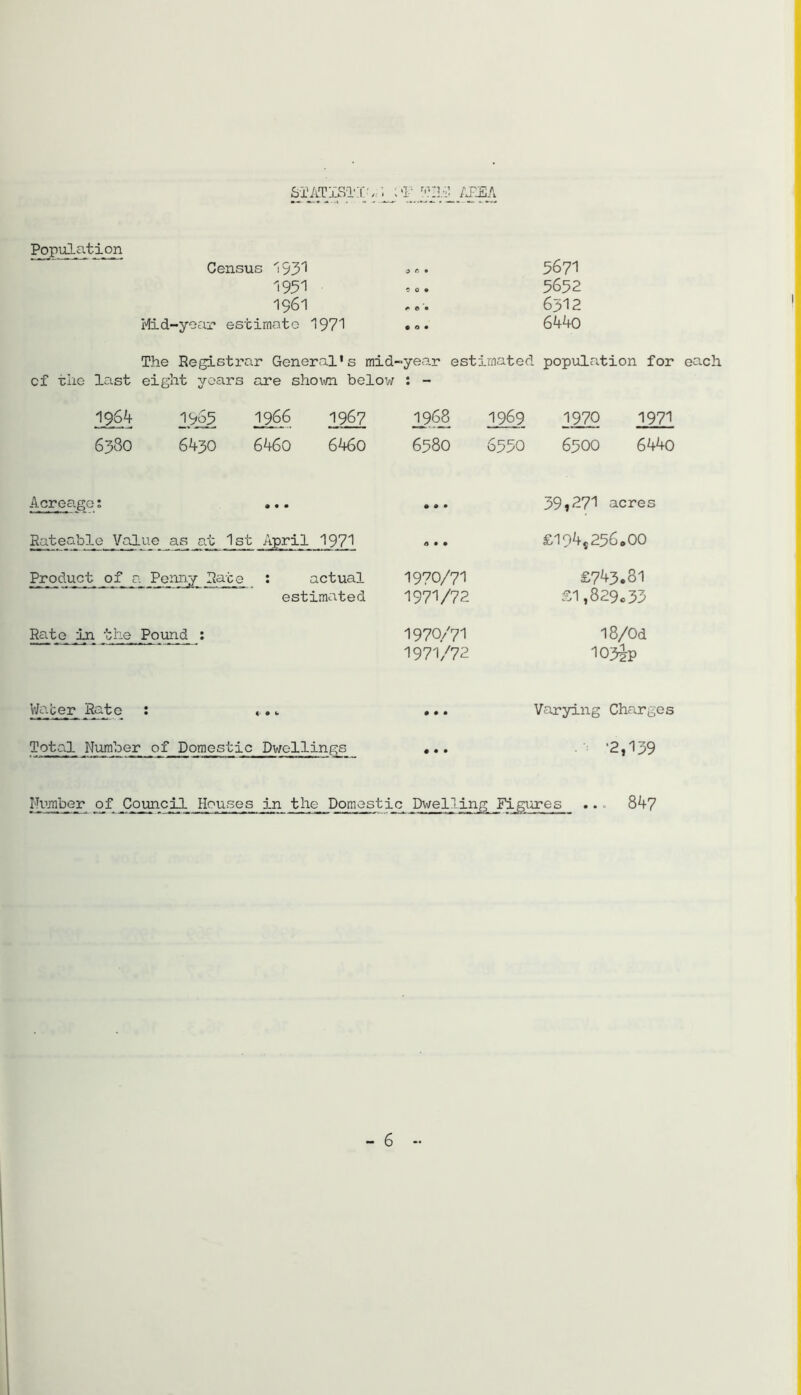 STATISTICS OF THE AREA
Population
Census 1931 ... 5671
1951 ... 5652
1961 ... 6312
Mid-year estimate 1971 ... 6440
The Registrar General's mid-year estimated population for each
of the last eight years are shown below : -
1964 1965 1966 1967 1968 1969 1970 1971
6380 6430 6460 6460 6580 6550 6500 6440
Acreage: ... ... 39,271 acres
Rateable Value as at 1st April 1971 ... £194,256.00
Product of a Penny Rate : actual 1970/71 £743.81
estimated 1971/72 £1,829.33
Rate in the Pound : 1970/71 18/0d
1971/72 103½p
Water Rate : ... ... Varying Charges
Total Number of Domestic Dwellings ... 2,139
Number of Council Houses in the Domestic Dwelling Figures ... 847
- 6 -